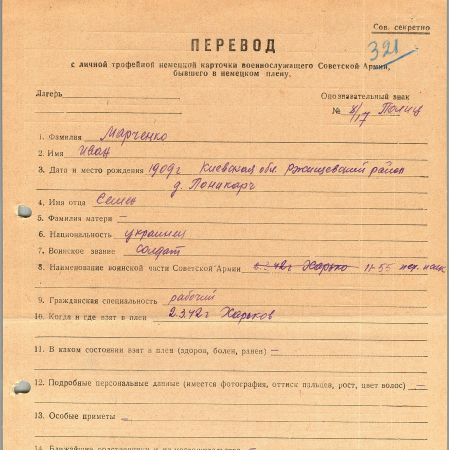 Сов. секретно
321
ПЕРЕВОД
с личной трофейной немецкой карточки военнослужащего Советской Армии,
бывшего в немецком плену.
Лагерь
Опознавательный знак
№ 8/17
1. Фамилия Марченко
2. Имя Иван
3. Дата и место рождения 1909г Киевская обл. Ржищевский район
д.
4. Имя отца Семен
5. Фамилия матери —
6. Национальность украинец
7. Воинское звание солдат
8. Наименование воинской части Советской Армии 2.3.42г Харько 11-55
9. Гражданская специальность рабочий
10. Когда и где взят в плен 2.3.42г Харьков
11. В каком состоянии взят в плен (здоров, болен, ранен) —
12. Подробные персональные данные (имеется фотография, оттиск пальцев, рост, цвет волос) —
13. Особые приметы —